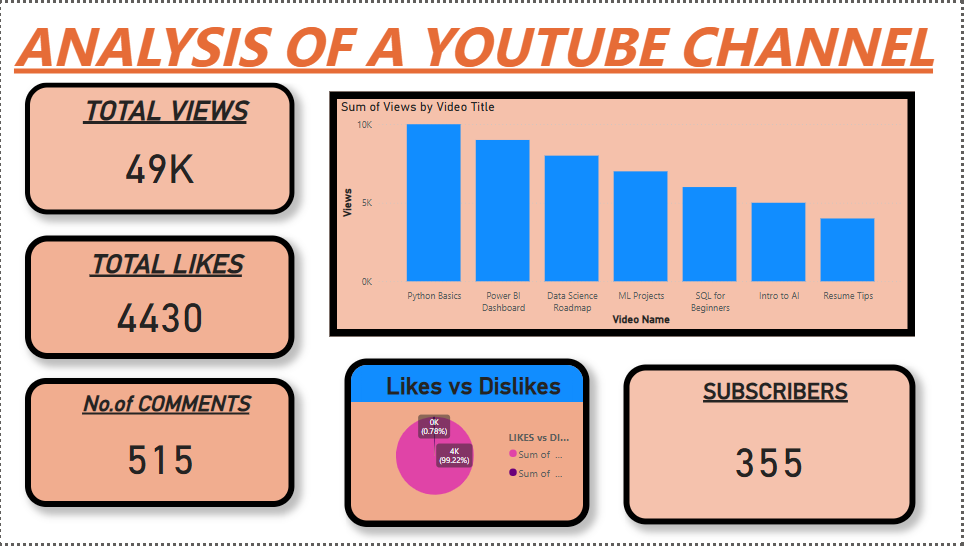 ANALYSIS OF A YOUTUBE CHANNEL
TOTAL VIEWS
49K
TOTAL LIKES
4430
No.of COMMENTS
515
Sum of Views by Video Title
10K
5K
0K
Views
Python Basics
Power BI
Dashboard
Data Science
Roadmap
ML Projects
SQL for
Beginners
Intro to AI
Resume Tips
Video Name
Likes vs Dislikes
0K
(0.78%)
4K
(99.22%)
LIKES vs DI...
Sum of ...
Sum of ...
SUBSCRIBERS
355